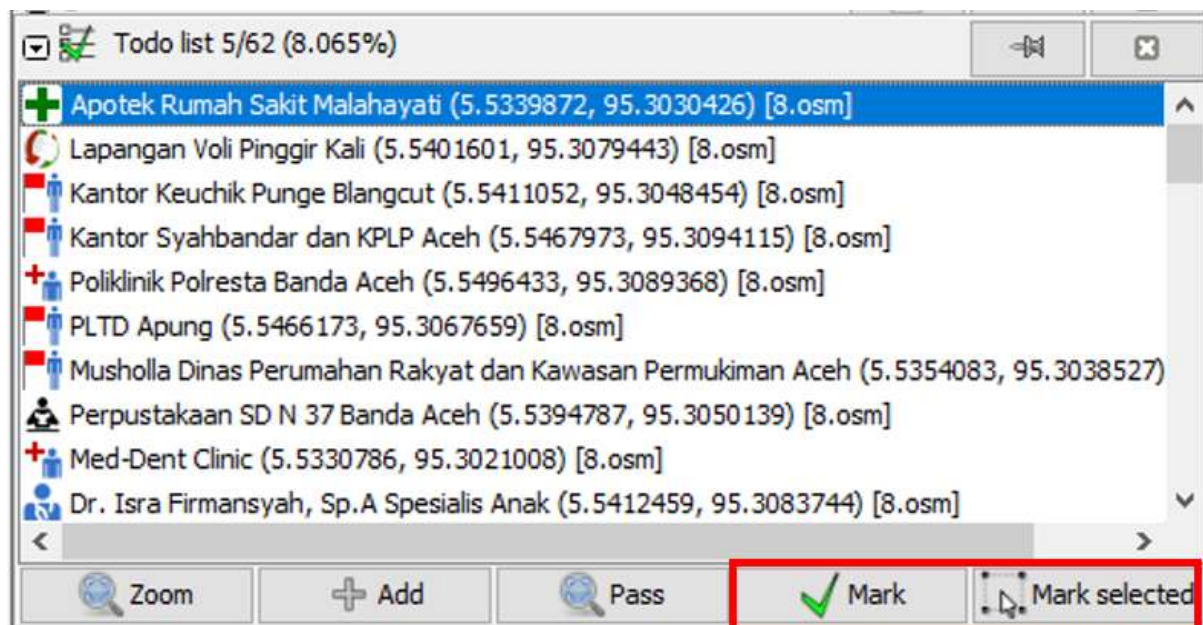 Todo list 5/62 (8.065%)
Apotek Rumah Sakit Malahayati (5.5339872, 95.3030426) [8.osm]
Lapangan Voli Pinggir Kali (5.5401601, 95.3079443) [8.osm]
Kantor Keuchik Punge Blangcut (5.5411052, 95.3048454) [8.osm]
Kantor Syahbandar dan KPLP Aceh (5.5467973, 95.3094115) [8.osm]
Poliklinik Polresta Banda Aceh (5.5496433, 95.3089368) [8.osm]
PLTD Apung (5.5466173, 95.3067659) [8.osm]
Musholla Dinas Perumahan Rakyat dan Kawasan Permukiman Aceh (5.5354083, 95.3038527)
Perpustakaan SD N 37 Banda Aceh (5.5394787, 95.3050139) [8.osm]
Med-Dent Clinic (5.5330786, 95.3021008) [8.osm]
Dr. Isra Firmansyah, Sp.A Spesialis Anak (5.5412459, 95.3083744) [8.osm]
Zoom Add Pass Mark Mark selected